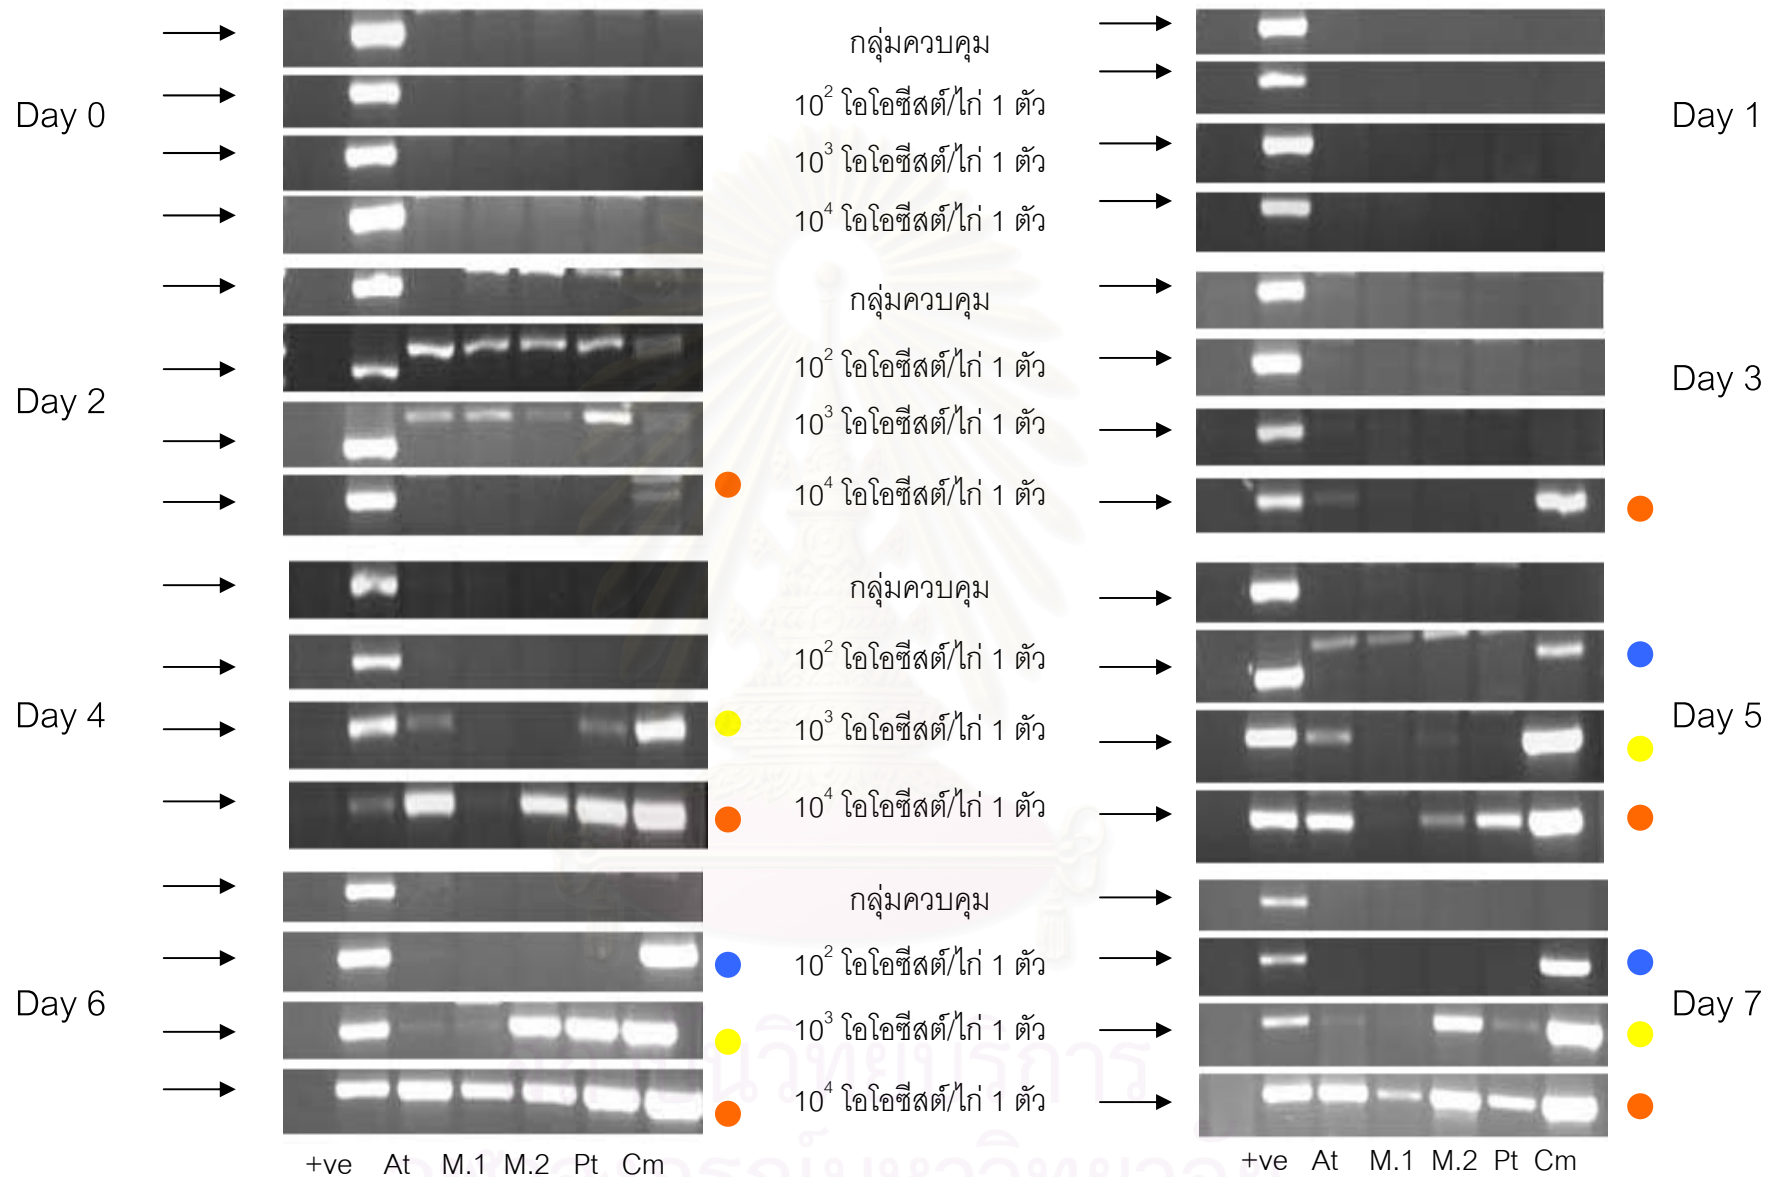 กลุ่มควบคุม
Day 0
10² โอโอซีสต์/ไก่ 1 ตัว
Day 1
10³ โอโอซีสต์/ไก่ 1 ตัว
10⁴ โอโอซีสต์/ไก่ 1 ตัว
กลุ่มควบคุม
Day 2
10² โอโอซีสต์/ไก่ 1 ตัว
Day 3
10³ โอโอซีสต์/ไก่ 1 ตัว
10⁴ โอโอซีสต์/ไก่ 1 ตัว
กลุ่มควบคุม
10² โอโอซีสต์/ไก่ 1 ตัว
Day 4
10³ โอโอซีสต์/ไก่ 1 ตัว
Day 5
10⁴ โอโอซีสต์/ไก่ 1 ตัว
กลุ่มควบคุม
10² โอโอซีสต์/ไก่ 1 ตัว
Day 6
10³ โอโอซีสต์/ไก่ 1 ตัว
Day 7
10⁴ โอโอซีสต์/ไก่ 1 ตัว
+ve At M.1 M.2 Pt Cm
+ve At M.1 M.2 Pt Cm